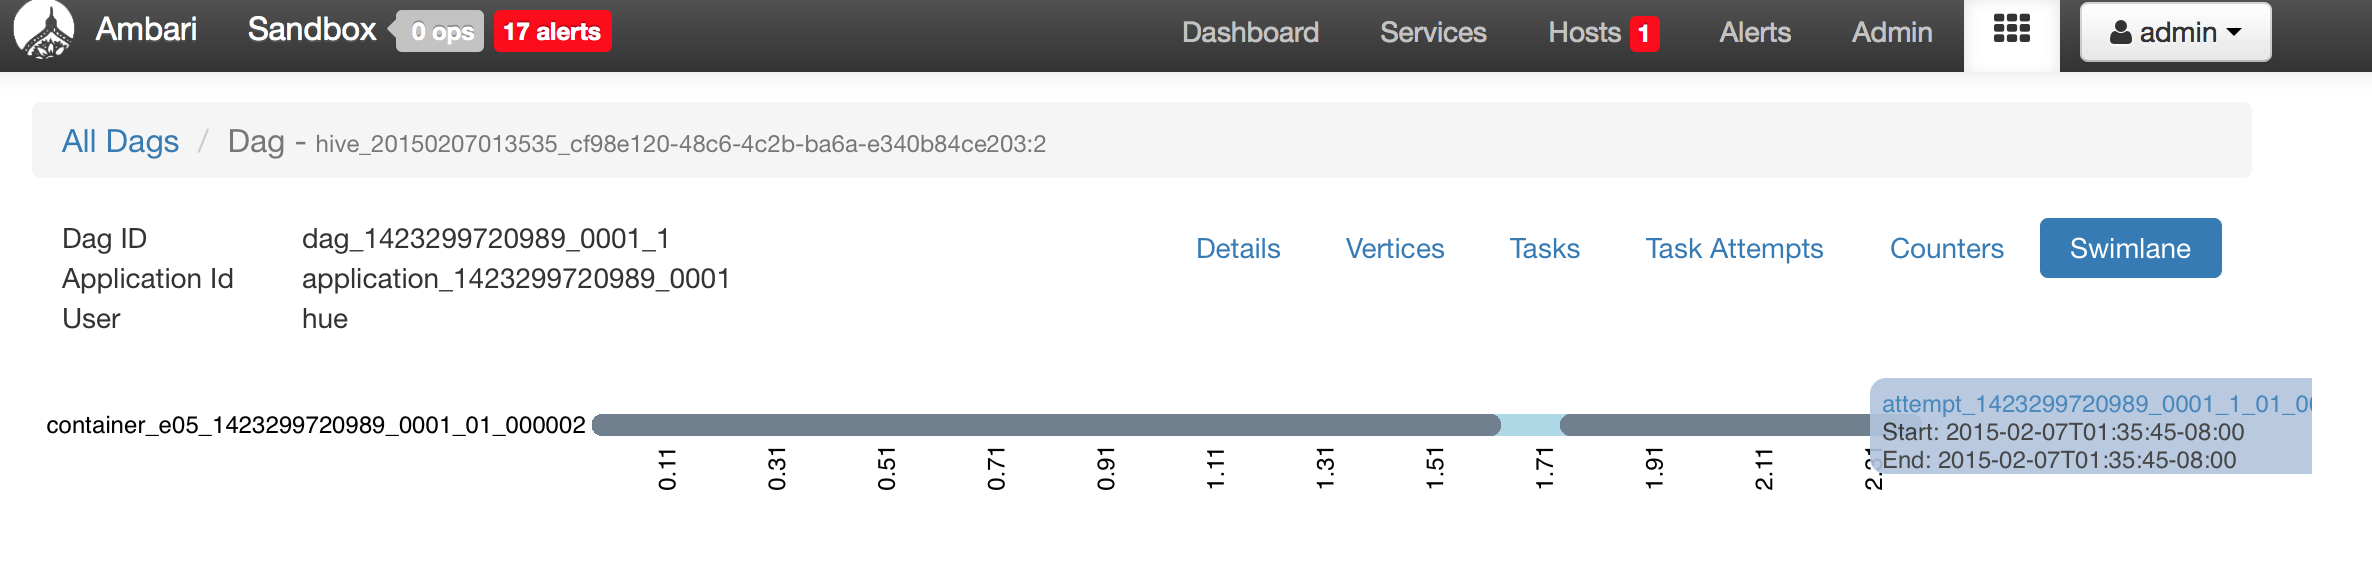 Ambari Sandbox 0 ops 17 alerts Dashboard Services Hosts 1 Alerts Admin admin
All Dags / Dag - hive_20150207013535_cf98e120-48c6-4c2b-ba6a-e340b84ce203:2
Dag ID dag_1423299720989_0001_1
Application Id application_1423299720989_0001
User hue
Details Vertices Tasks Task Attempts Counters Swimlane
container_e05_1423299720989_0001_01_000002
0.11 0.31 0.51 0.71 0.91 1.11 1.31 1.51 1.71 1.91 2.11
attempt_1423299720989_0001_1_01_00
Start: 2015-02-07T01:35:45-08:00
End: 2015-02-07T01:35:45-08:00